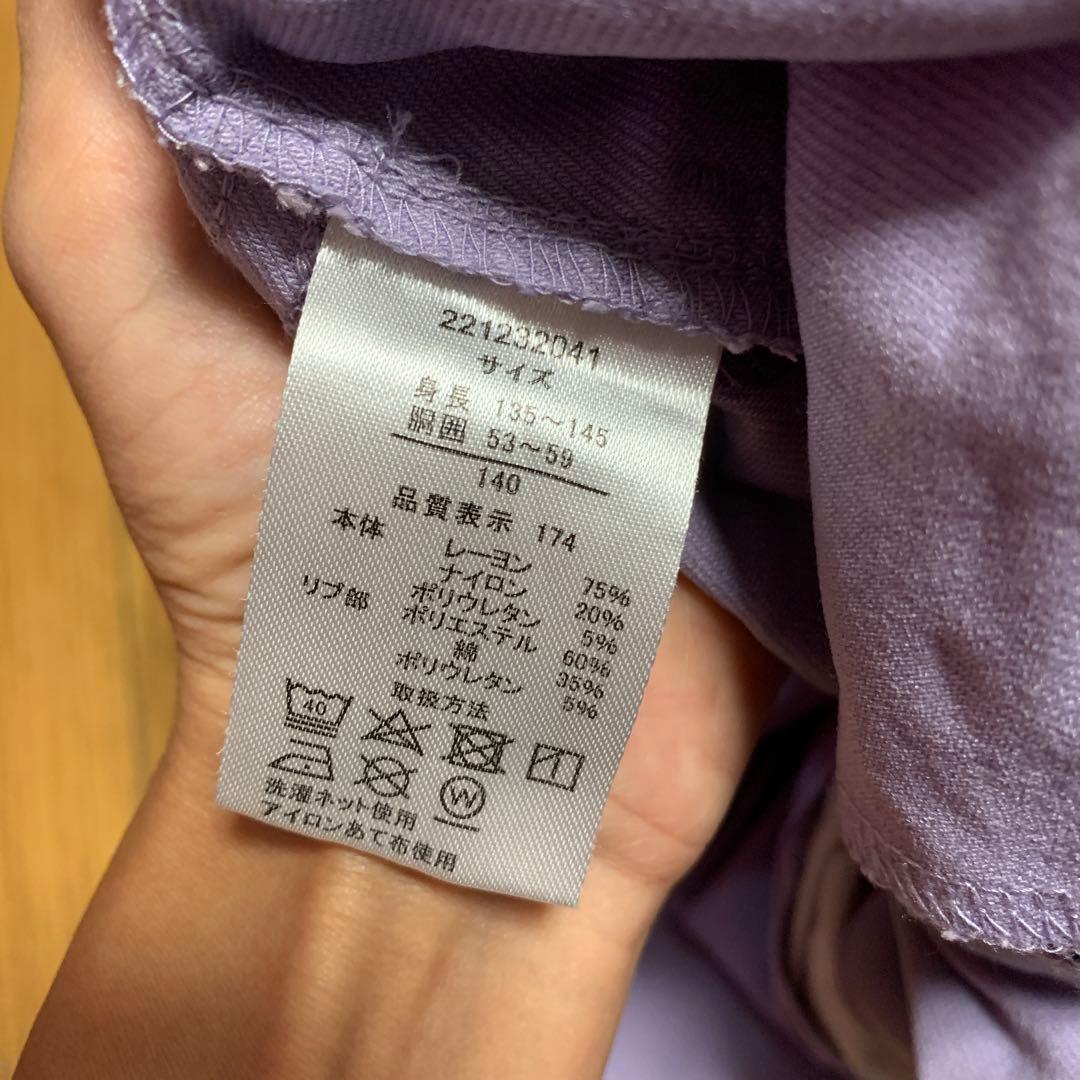 221232041
サイズ
身長 135～145
胴囲 53～59
140
品質表示 174
本体 レーヨン 75%
ナイロン 20%
ポリウレタン 5%
リブ部 ポリエステル 60%
綿 35%
ポリウレタン 5%
取扱方法
40
W
洗濯ネット使用
アイロンあて布使用